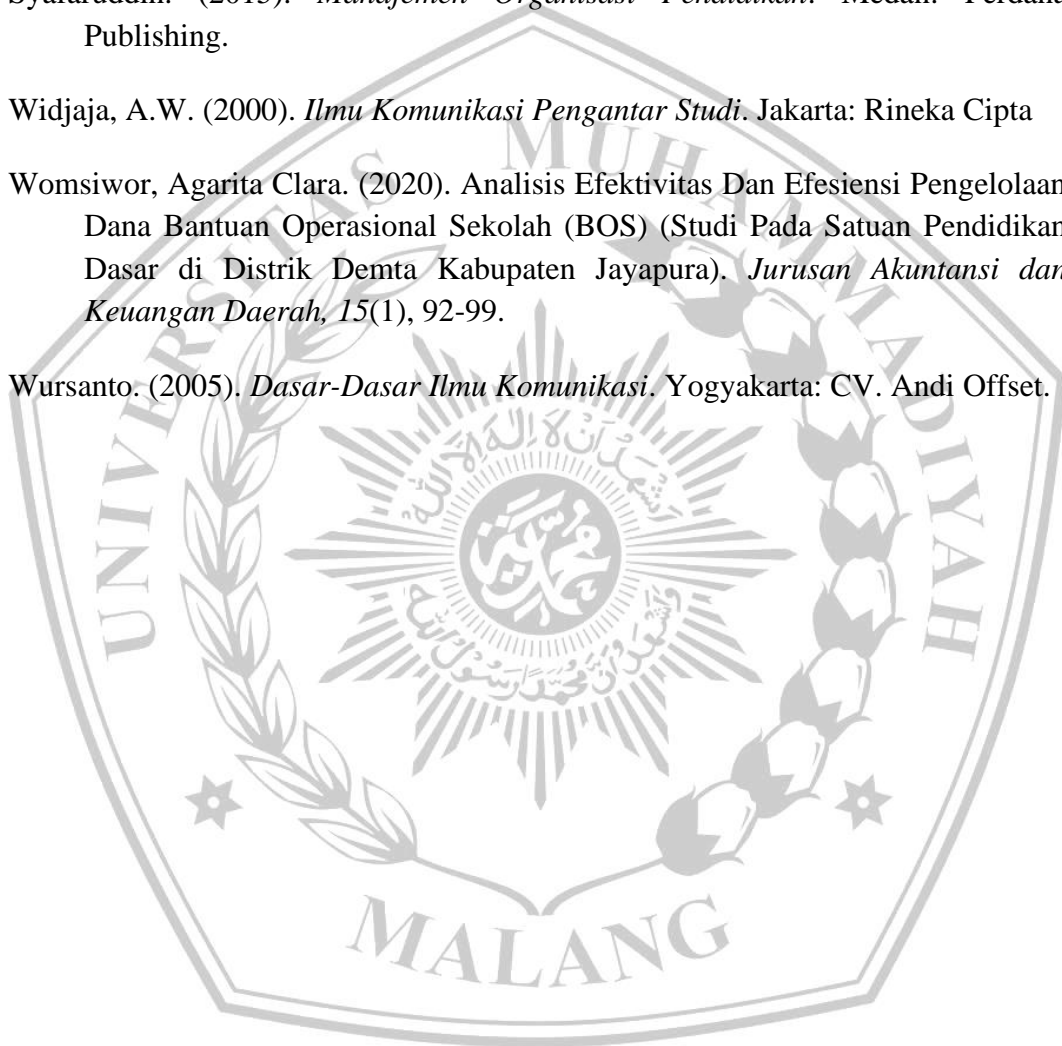 Publishing.
Widjaja, A.W. (2000). Ilmu Komunikasi Pengantar Studi. Jakarta: Rineka Cipta
Womsiwor, Agarita Clara. (2020). Analisis Efektivitas Dan Efesiensi Pengelolaan
Dana Bantuan Operasional Sekolah (BOS) (Studi Pada Satuan Pendidikan
Dasar di Distrik Demta Kabupaten Jayapura). Jurusan Akuntansi dan
Keuangan Daerah, 15(1), 92-99.
Wursanto. (2005). Dasar-Dasar Ilmu Komunikasi. Yogyakarta: CV. Andi Offset.
UNIVERSITAS MUHAMMADIYAH
MALANG